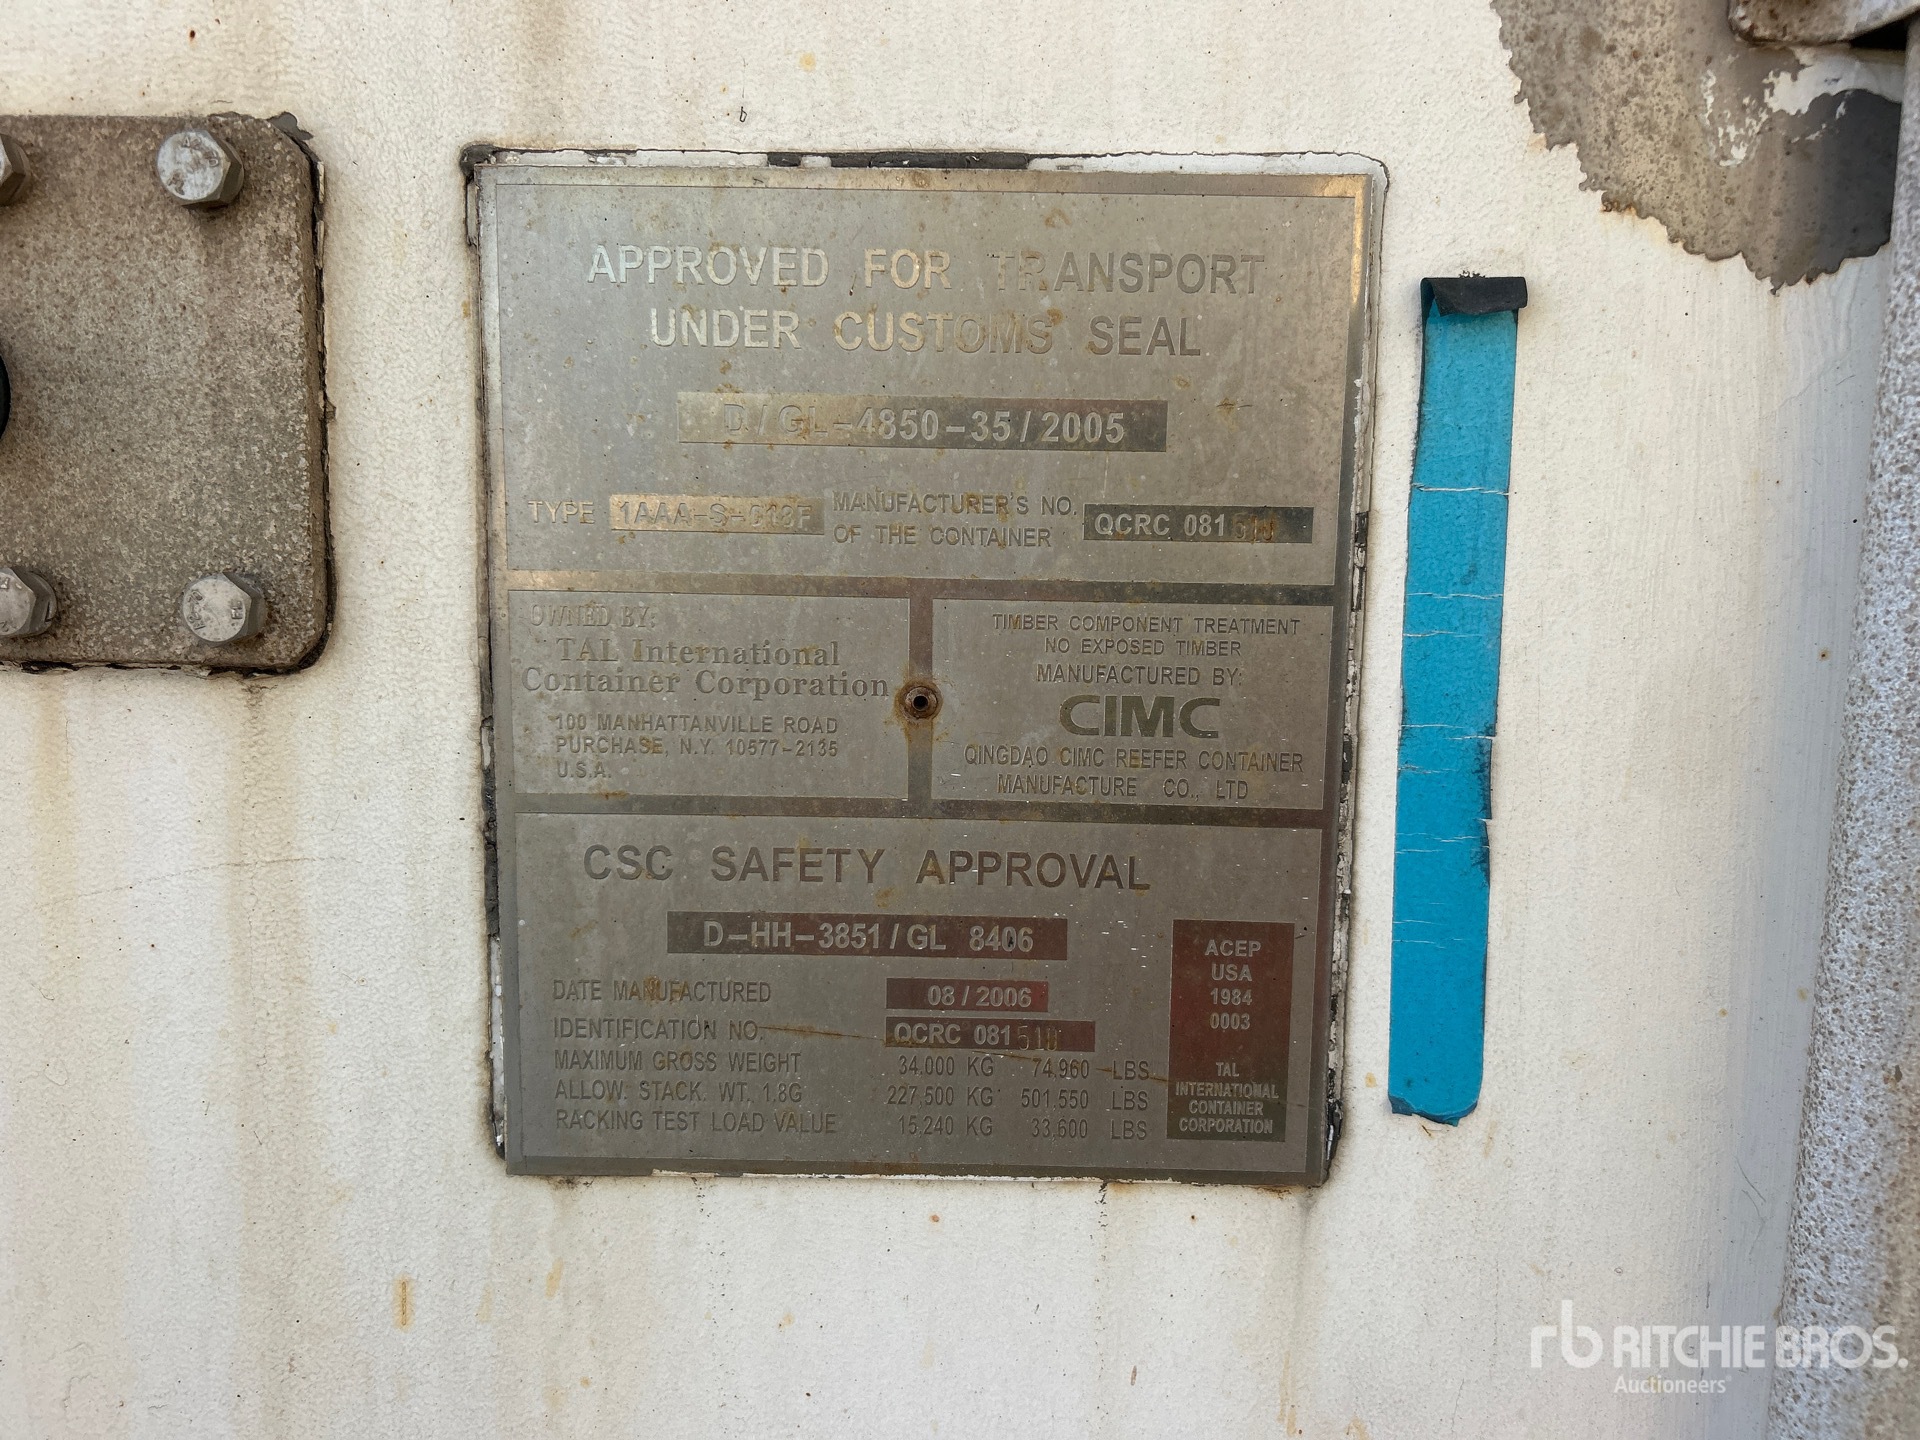 APPROVED FOR TRANSPORT
UNDER CUSTOMS SEAL
D/GL-4850-35/2005
TYPE
MANUFACTURER'S NO.
OF THE CONTAINER
QCRC 081
OWNED BY:
TAL International
Container Corporation
100 MANHATTANVILLE ROAD
PURCHASE, N.Y. 10577-2135
U.S.A.
TIMBER COMPONENT TREATMENT
NO EXPOSED TIMBER
MANUFACTURED BY:
CIMC
QINGDAO CIMC REEFER CONTAINER
MANUFACTURE CO., LTD
CSC SAFETY APPROVAL
D-HH-3851/GL 8406
DATE MANUFACTURED 08/2006
IDENTIFICATION NO. QCRC 081
MAXIMUM GROSS WEIGHT 34.000 KG 74.960 LBS
ALLOW. STACK. WT. 1.8G 227,500 KG 501.550 LBS
RACKING TEST LOAD VALUE 15,240 KG 33,600 LBS
ACEP
USA
1984
0003
TAL
INTERNATIONAL
CONTAINER
CORPORATION
rb RITCHIE BROS.
Auctioneers